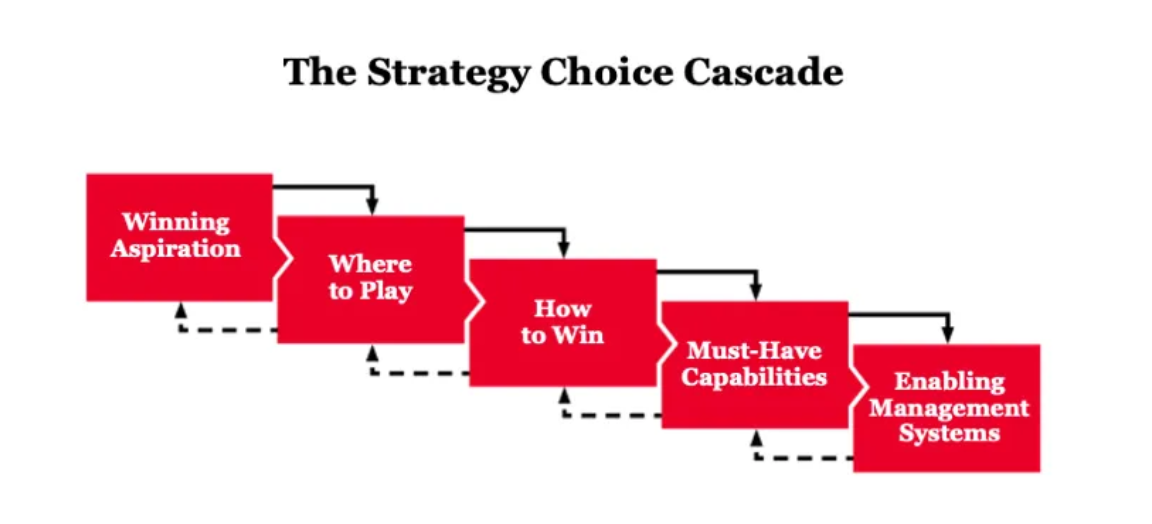 The Strategy Choice Cascade
Winning
Aspiration
Where
to Play
How
to Win
Must-Have
Capabilities
Enabling
Management
Systems